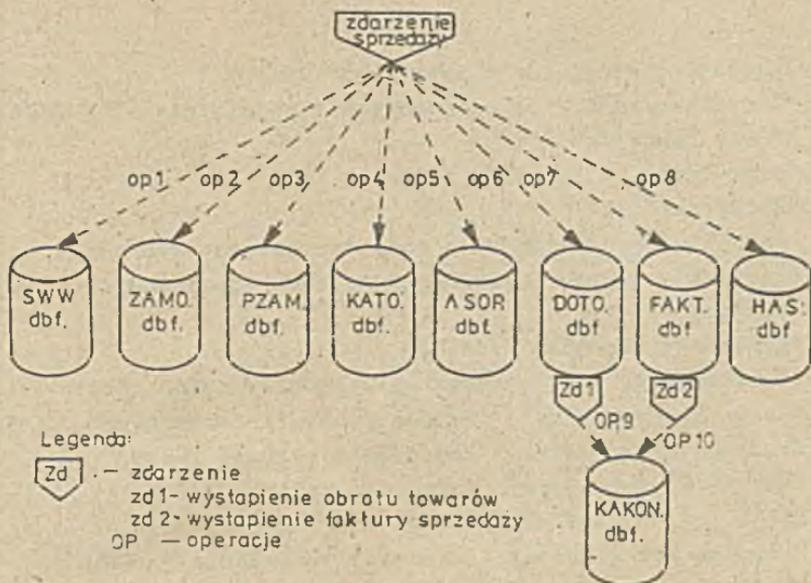 zdarzenie
sprzedaży
op1 op2 op3 op4 op5 op6 op7 op8
SWW
dbf.
ZAMO.
dbf.
PZAM.
dbf.
KATO.
dbf.
ASOR
dbf.
DOTO.
dbf
FAKT.
dbf
HAS.
dbf
Zd1
Zd2
OP.9
OP10
KAKON.
dbf.
Legenda:
Zd — zdarzenie
zd 1- wystąpienie obrotu towarów
zd 2- wystąpienie faktury sprzedaży
OP — operacje